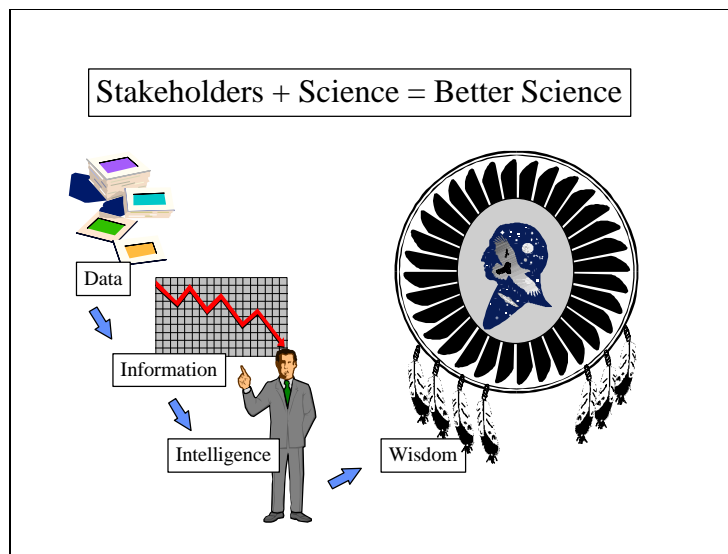 Stakeholders + Science = Better Science
Data
Information
Intelligence
Wisdom